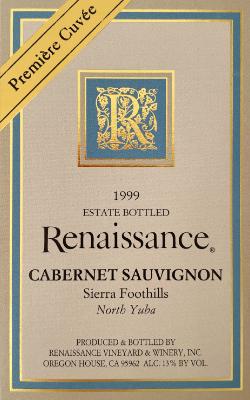 Première Cuvée
R
1999
ESTATE BOTTLED
Renaissance®
CABERNET SAUVIGNON
Sierra Foothills
North Yuba
PRODUCED & BOTTLED BY
RENAISSANCE VINEYARD & WINERY, INC.
OREGON HOUSE, CA 95962 ALC. 13% BY VOL.